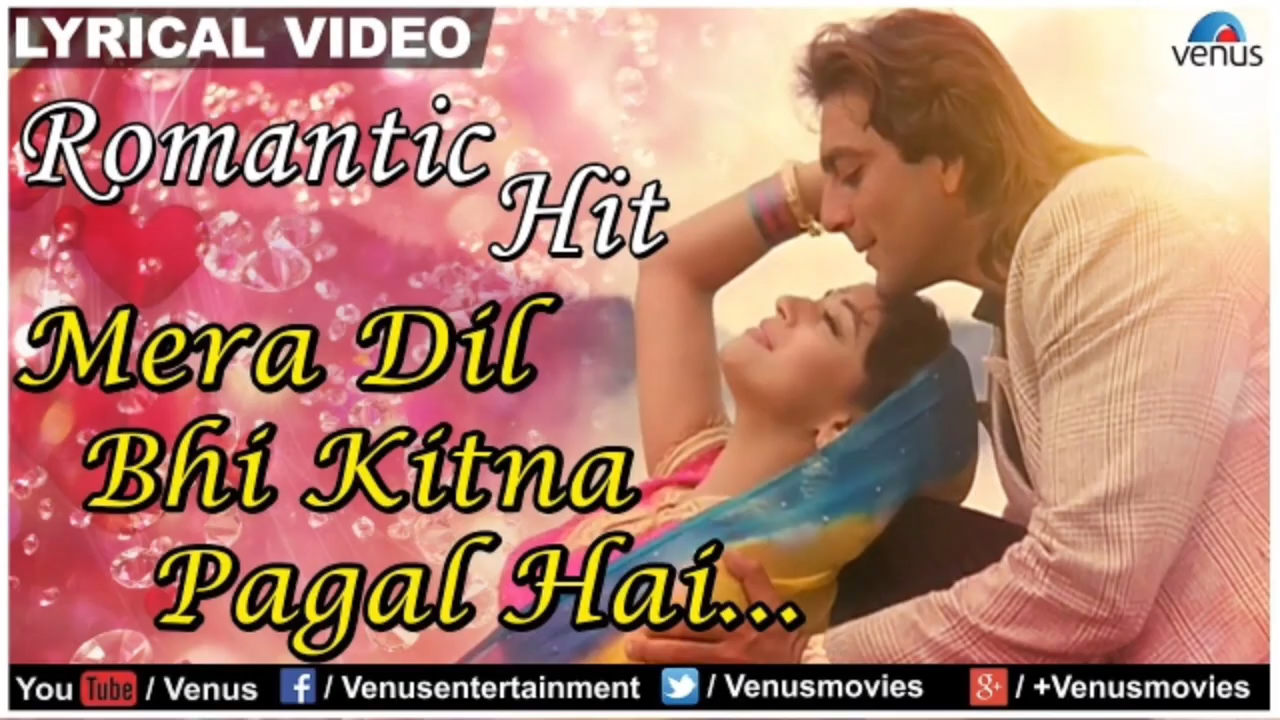 LYRICAL VIDEO
venus
Romantic
Hit
Mera Dil
Bhi Kitna
Pagal Hai...
You Tube / Venus f / Venusentertainment / Venusmovies g+ / +Venusmovies